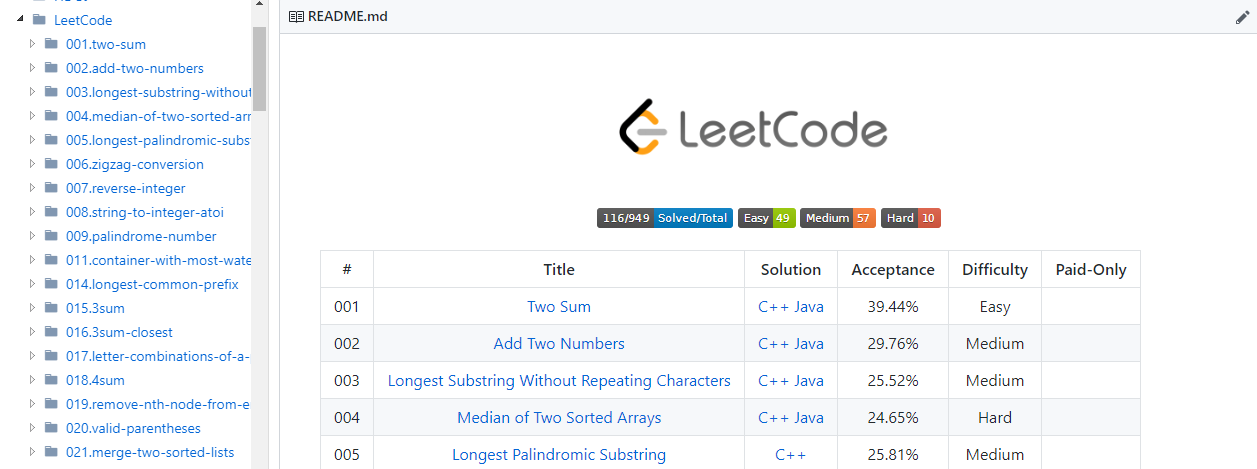 LeetCode
001.two-sum
002.add-two-numbers
003.longest-substring-without
004.median-of-two-sorted-arr
005.longest-palindromic-subst
006.zigzag-conversion
007.reverse-integer
008.string-to-integer-atoi
009.palindrome-number
011.container-with-most-wate
014.longest-common-prefix
015.3sum
016.3sum-closest
017.letter-combinations-of-a-
018.4sum
019.remove-nth-node-from-e
020.valid-parentheses
021.merge-two-sorted-lists
README.md
LeetCode
116/949 Solved/Total Easy 49 Medium 57 Hard 10
# Title Solution Acceptance Difficulty Paid-Only
001 Two Sum C++ Java 39.44% Easy
002 Add Two Numbers C++ Java 29.76% Medium
003 Longest Substring Without Repeating Characters C++ Java 25.52% Medium
004 Median of Two Sorted Arrays C++ Java 24.65% Hard
005 Longest Palindromic Substring C++ 25.81% Medium